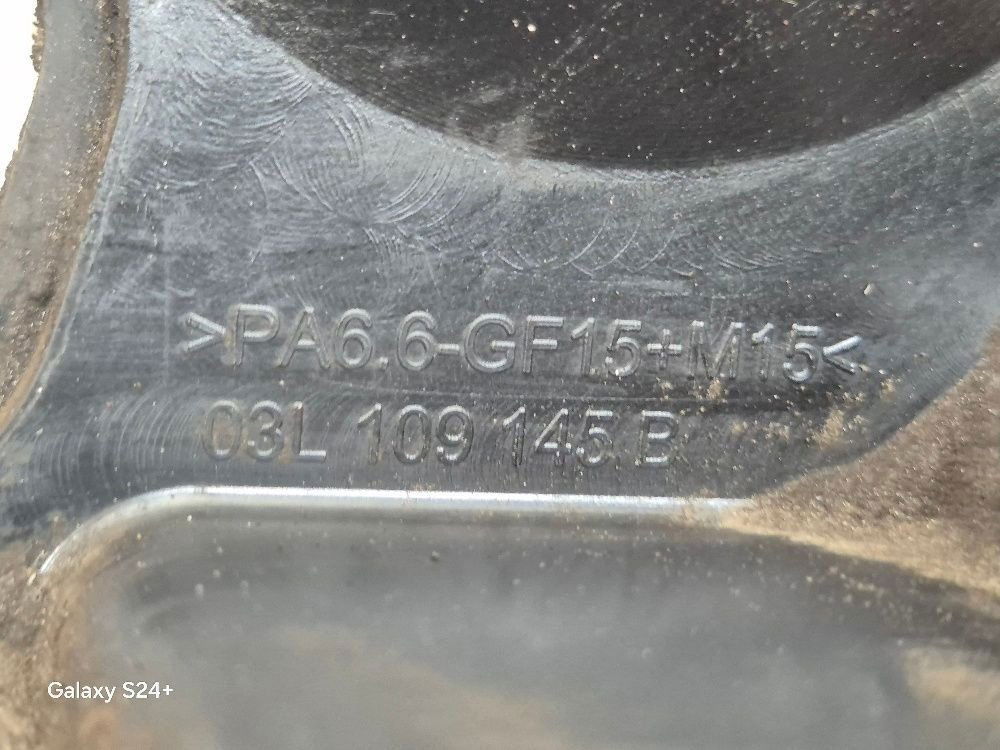 >PA6.6-GF15+M15<
03L 109 145 B
Galaxy S24+